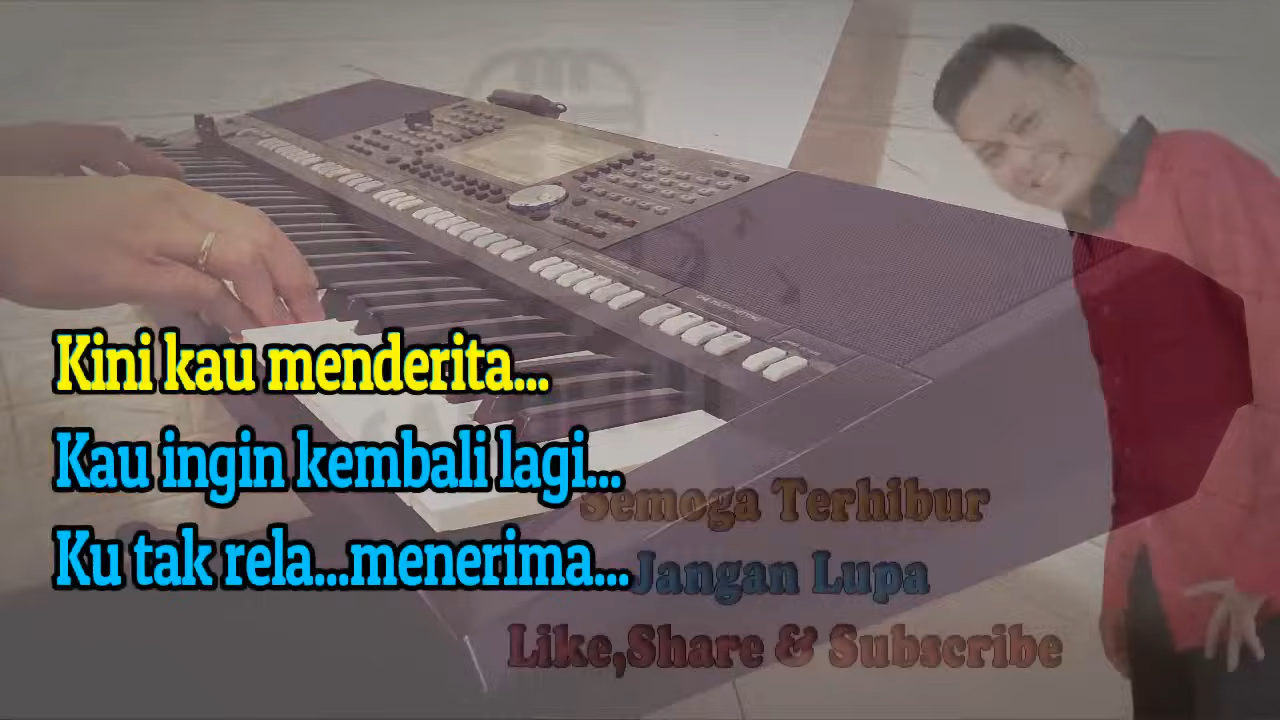 Kini kau menderita...
Kau ingin kembali lagi...
Ku tak rela...menerima...
Semoga Terhibur
Jangan Lupa
Like,Share & Subscribe